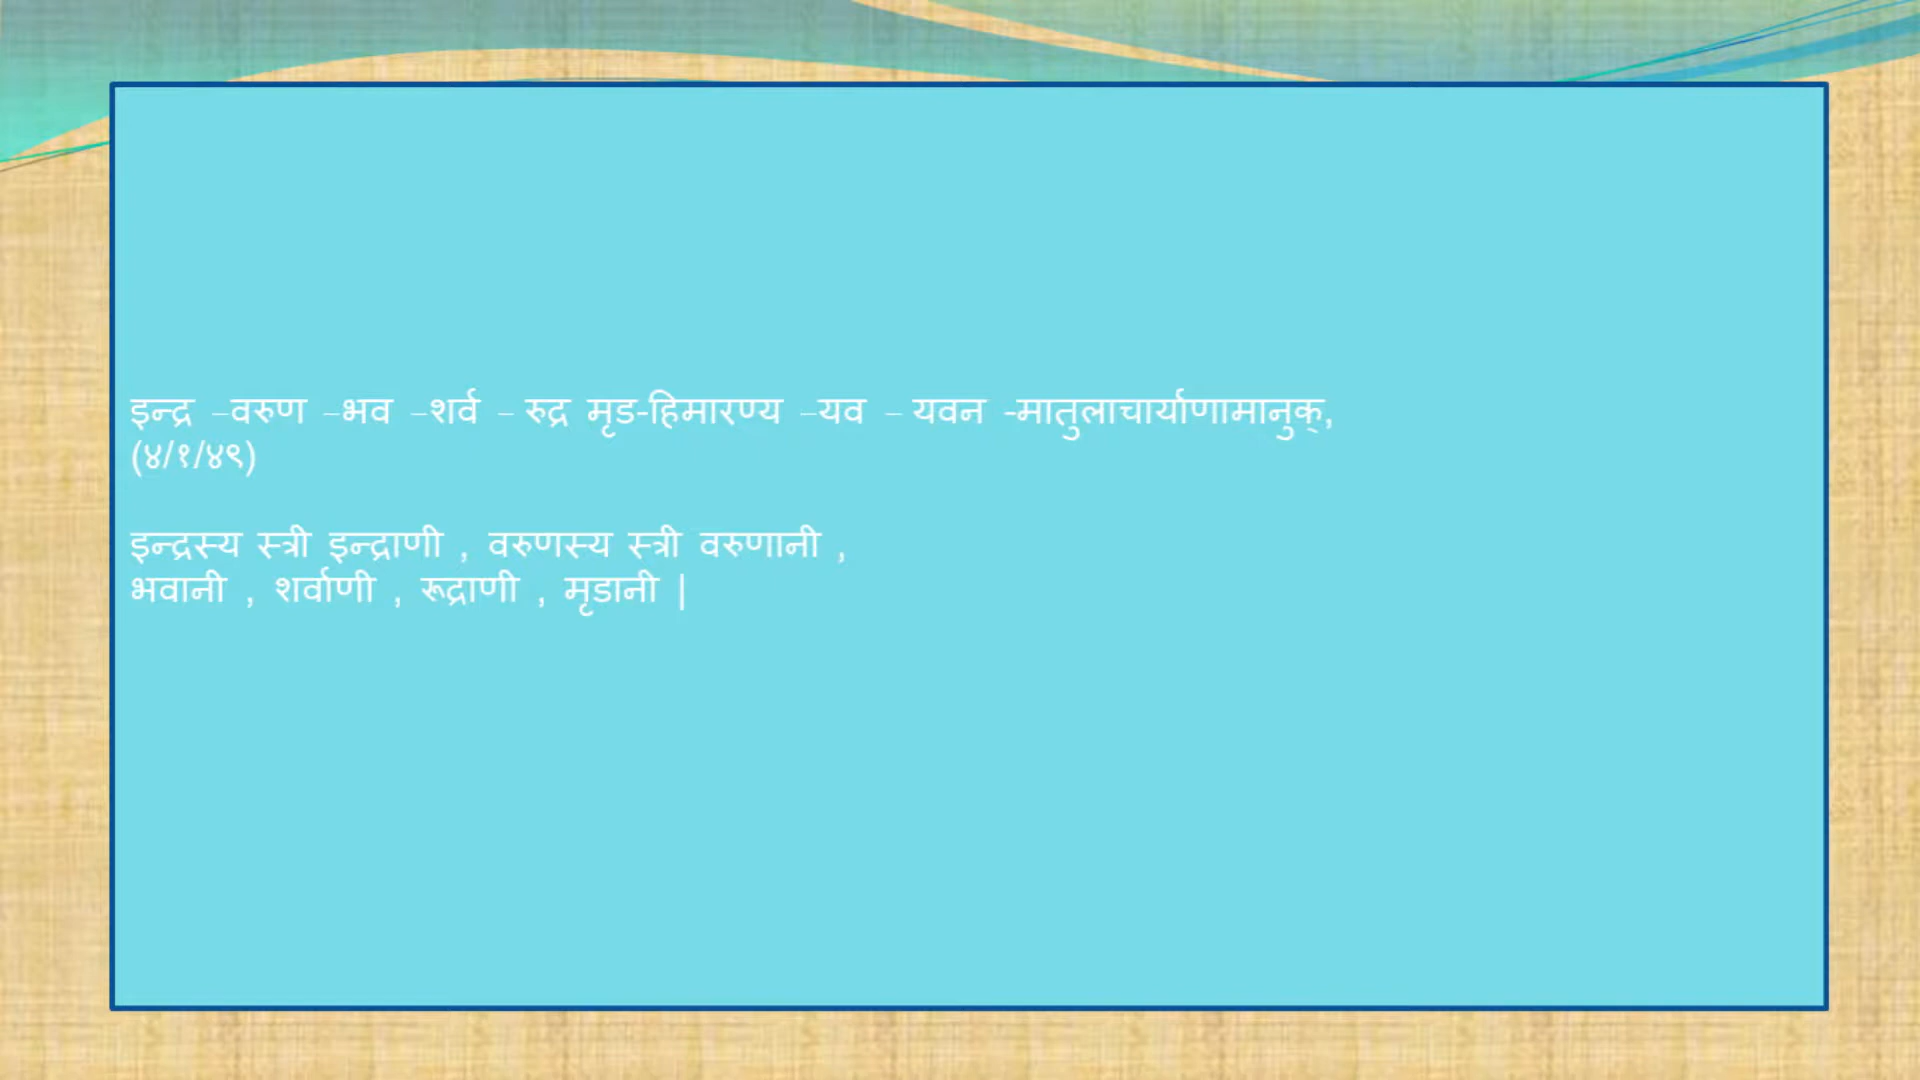 इन्द्र –वरुण –भव –शर्व – रुद्र मृड-हिमारण्य –यव – यवन -मातुलाचार्याणामानुक्,
(४/१/४९)
इन्द्रस्य स्त्री इन्द्राणी , वरुणस्य स्त्री वरुणानी ,
भवानी , शर्वाणी , रूद्राणी , मृडानी |